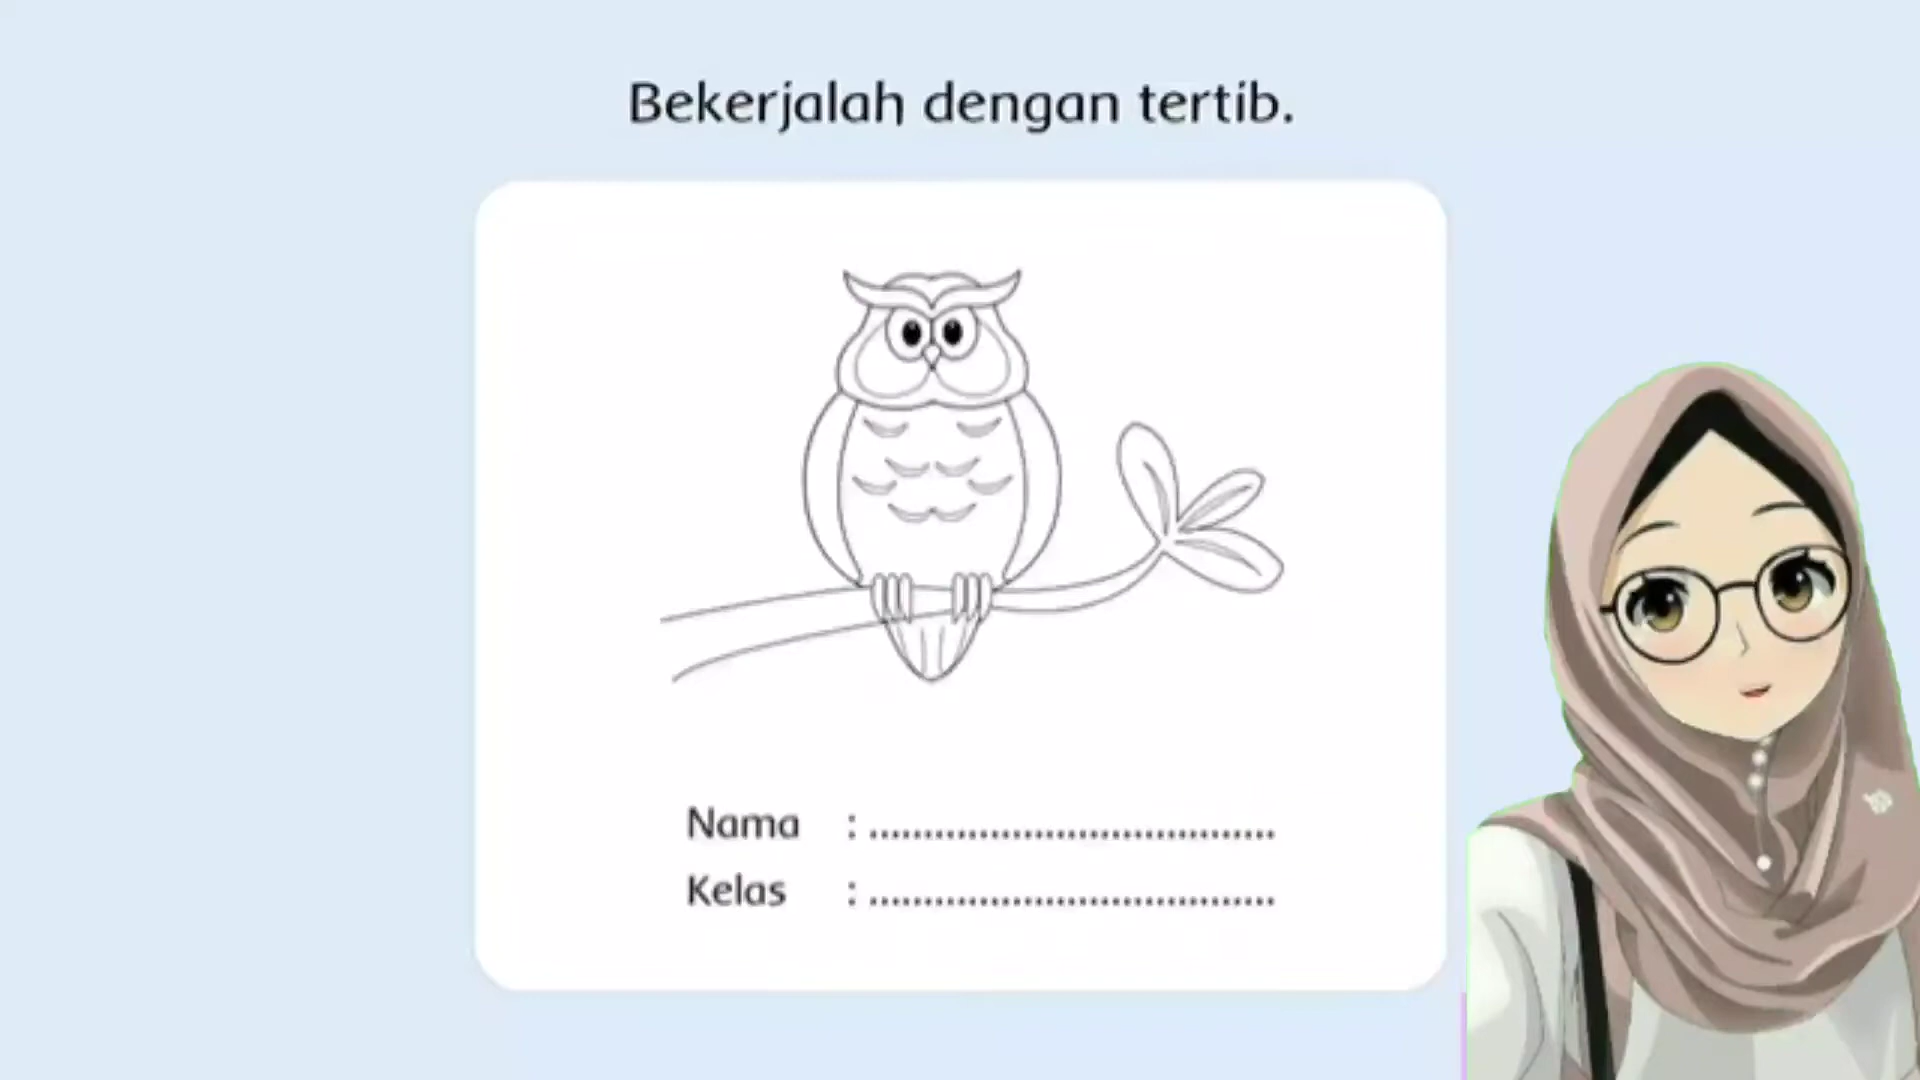 Bekerjalah dengan tertib.
Nama : .....................................
Kelas : .....................................